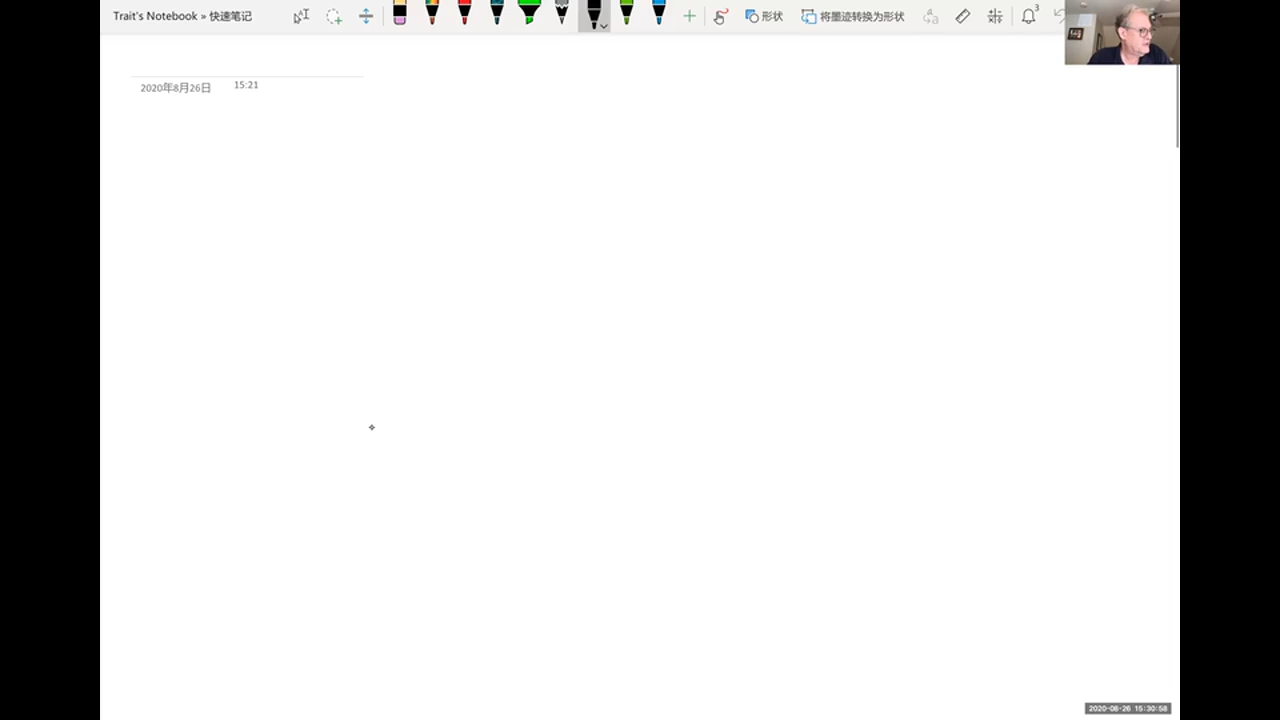 Trait's Notebook » 快速笔记
形状
将墨迹转换为形状
3
2020年8月26日 15:21
2020-08-26 15:30:58